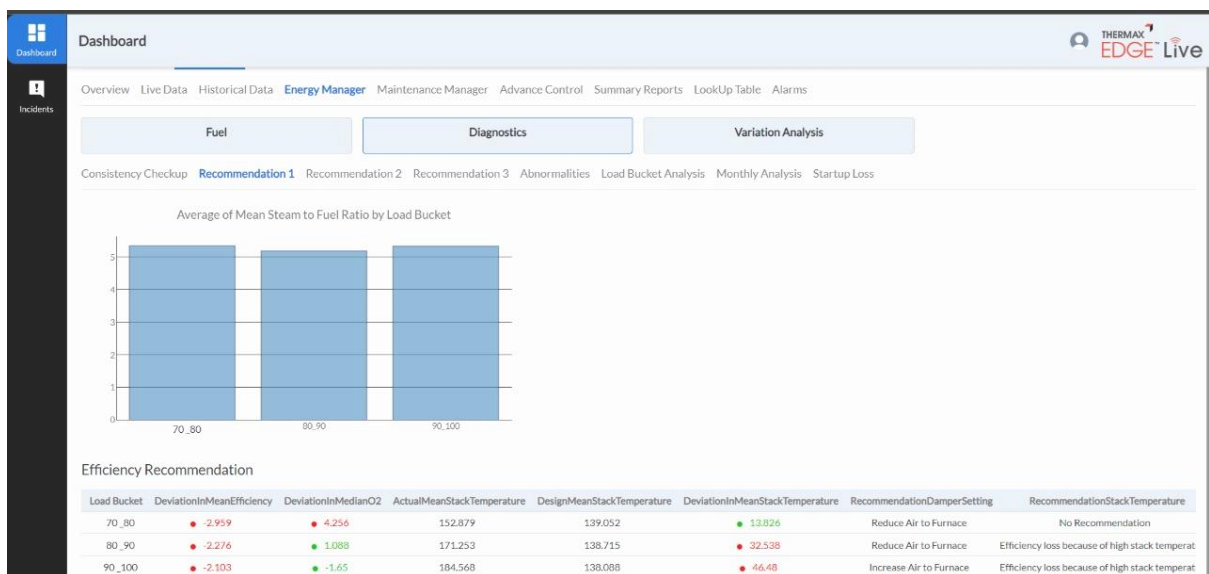 Dashboard
THERMAX
EDGE™ Live
Dashboard
Overview Live Data Historical Data Energy Manager Maintenance Manager Advance Control Summary Reports LookUp Table Alarms
Incidents
Fuel Diagnostics Variation Analysis
Consistency Checkup Recommendation 1 Recommendation 2 Recommendation 3 Abnormalities Load Bucket Analysis Monthly Analysis Startup Loss
Average of Mean Steam to Fuel Ratio by Load Bucket
5
4
3
2
1
0
70_80 80_90 90_100
Efficiency Recommendation
Load Bucket DeviationInMeanEfficiency DeviationInMedianO2 ActualMeanStackTemperature DesignMeanStackTemperature DeviationInMeanStackTemperature RecommendationDamperSetting RecommendationStackTemperature
70_80 -2.959 4.256 152.879 139.052 13.826 Reduce Air to Furnace No Recommendation
80_90 -2.276 1.088 171.253 138.715 32.538 Reduce Air to Furnace Efficiency loss because of high stack temperat
90_100 -2.103 -1.65 184.568 138.088 46.48 Increase Air to Furnace Efficiency loss because of high stack temperat